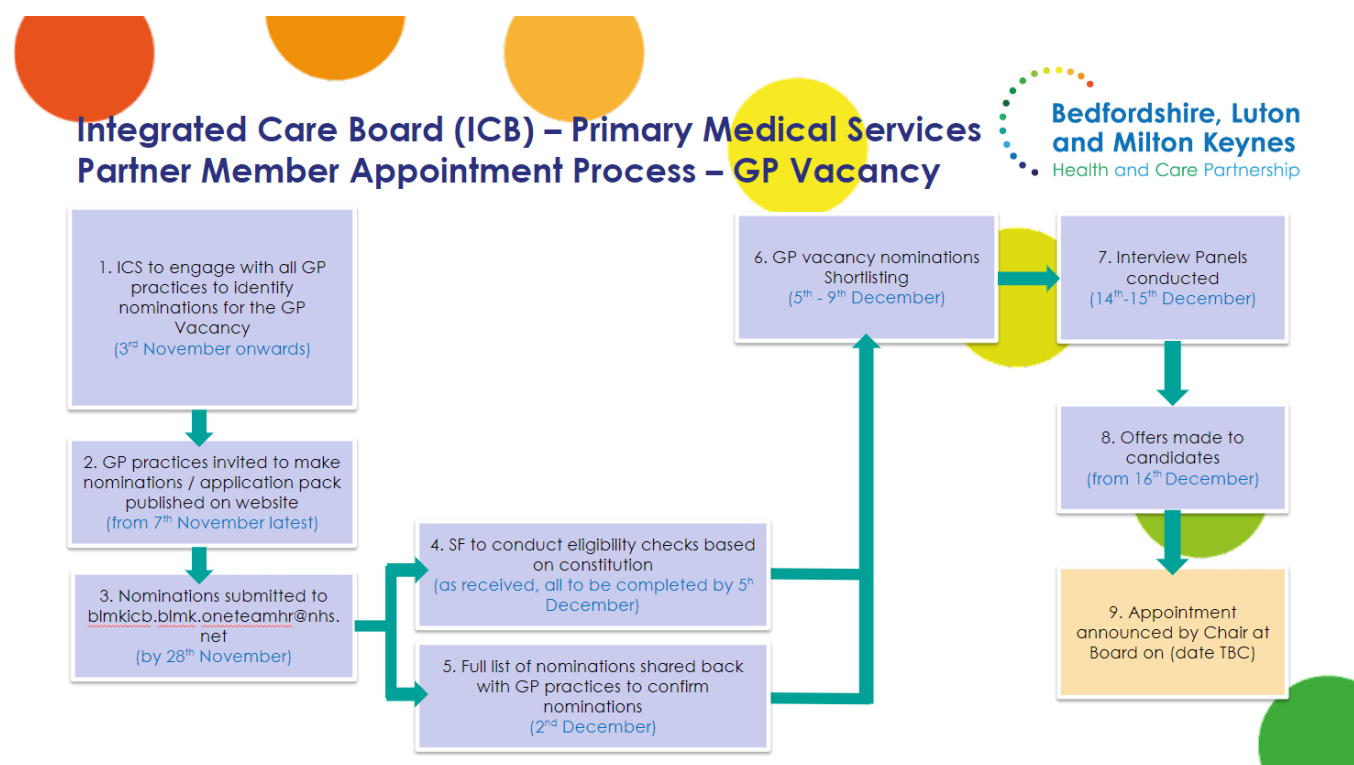 Integrated Care Board (ICB) – Primary Medical Services
Partner Member Appointment Process – GP Vacancy
Bedfordshire, Luton
and Milton Keynes
Health and Care Partnership
1. ICS to engage with all GP
practices to identify
nominations for the GP
Vacancy
(3rd November onwards)
2. GP practices invited to make
nominations / application pack
published on website
(from 7th November latest)
3. Nominations submitted to
blmkicb.blmk.oneteamhr@nhs.
net
(by 28th November)
4. SF to conduct eligibility checks based
on constitution
(as received, all to be completed by 5h
December)
5. Full list of nominations shared back
with GP practices to confirm
nominations
(2nd December)
6. GP vacancy nominations
Shortlisting
(5th - 9th December)
7. Interview Panels
conducted
(14th-15th December)
8. Offers made to
candidates
(from 16th December)
9. Appointment
announced by Chair at
Board on (date TBC)